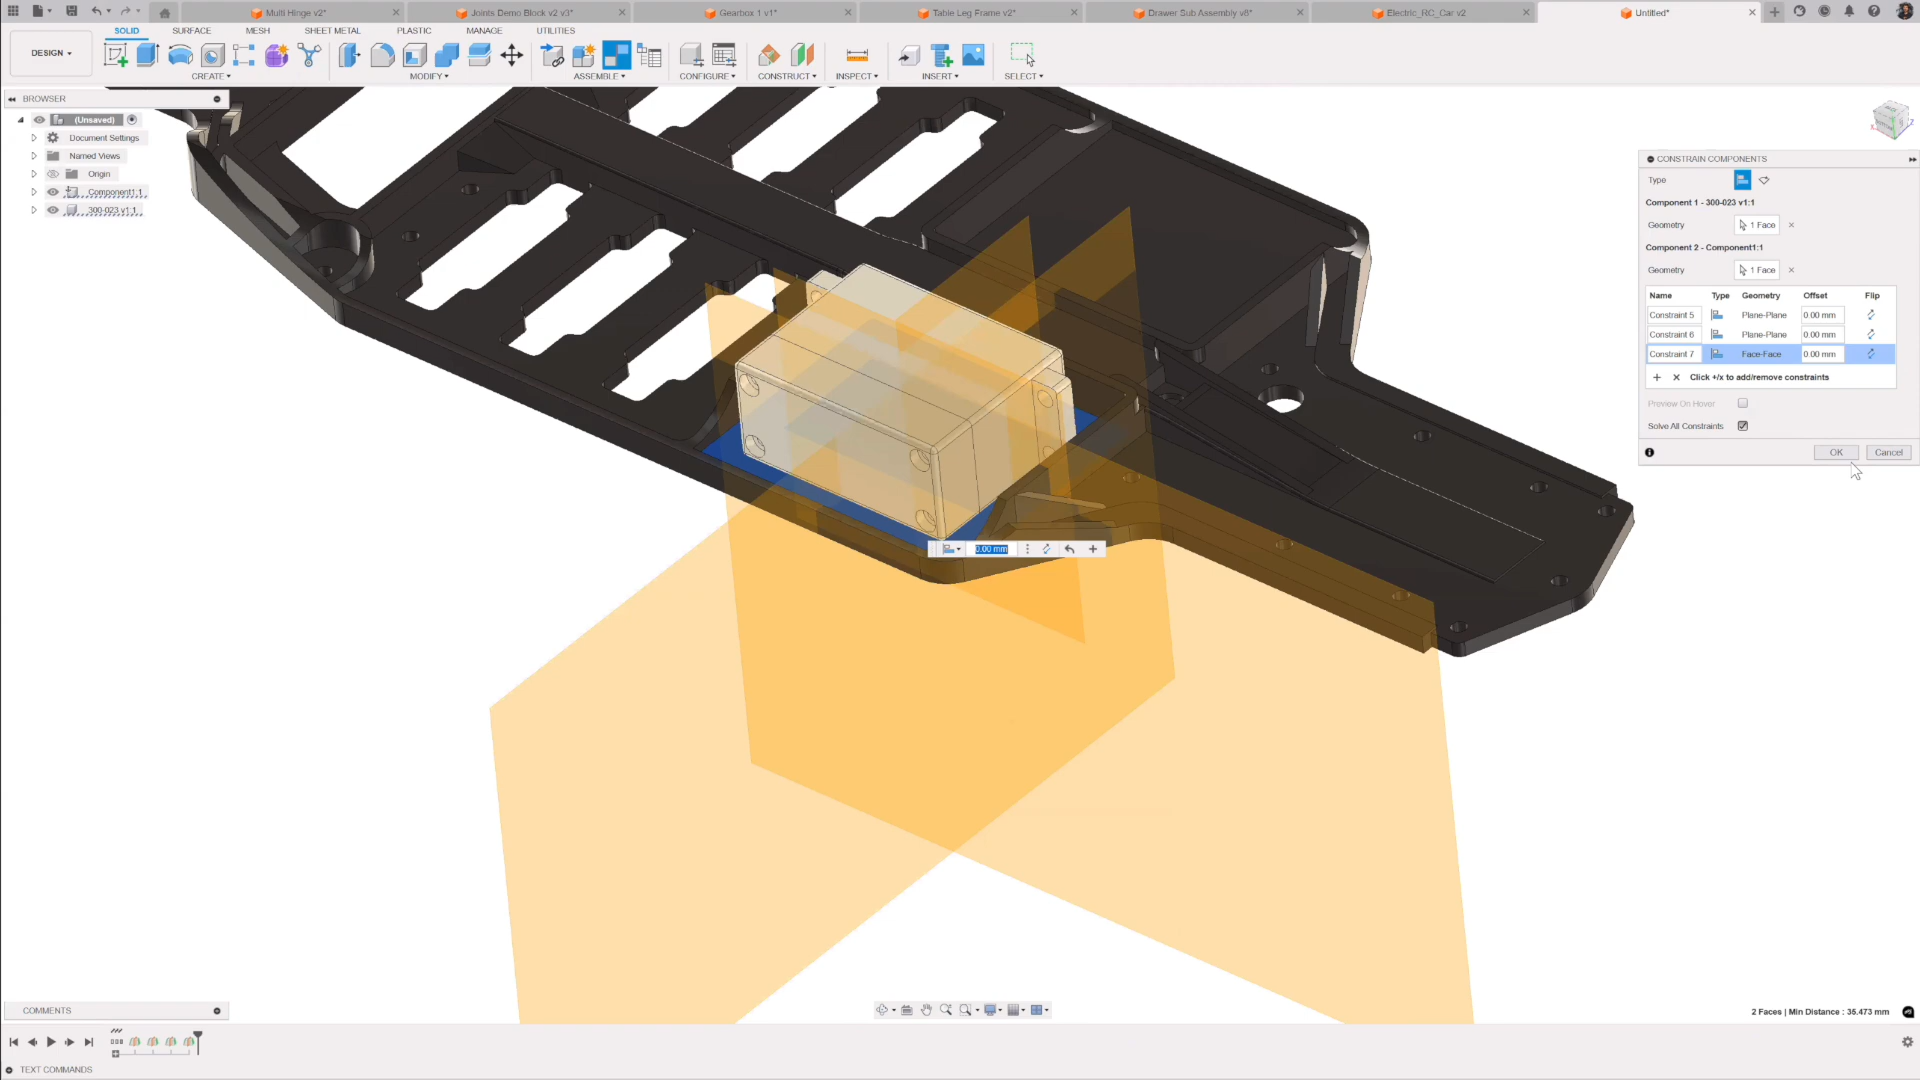 Multi Hinge v2*
Joints Demo Block v2 v3*
Gearbox 1 v1*
Table Leg Frame v2*
Drawer Sub Assembly v8*
Electric_RC_Car v2
Untitled*
SOLID
SURFACE
MESH
SHEET METAL
PLASTIC
MANAGE
UTILITIES
DESIGN
CREATE
MODIFY
ASSEMBLE
CONFIGURE
CONSTRUCT
INSPECT
INSERT
SELECT
BROWSER
(Unsaved)
Document Settings
Named Views
Origin
Component1:1
300-023 v1:1
CONSTRAIN COMPONENTS
Type
Component 1 - 300-023 v1:1
Geometry 1 Face
Component 2 - Component1:1
Geometry 1 Face
Name Type Geometry Offset Flip
Constraint 5 Plane-Plane 0.00 mm
Constraint 6 Plane-Plane 0.00 mm
Constraint 7 Face-Face 0.00 mm
Click +/x to add/remove constraints
Preview On Hover
Solve All Constraints
OK Cancel
0.00 mm
COMMENTS
2 Faces | Min Distance : 35.473 mm
TEXT COMMANDS